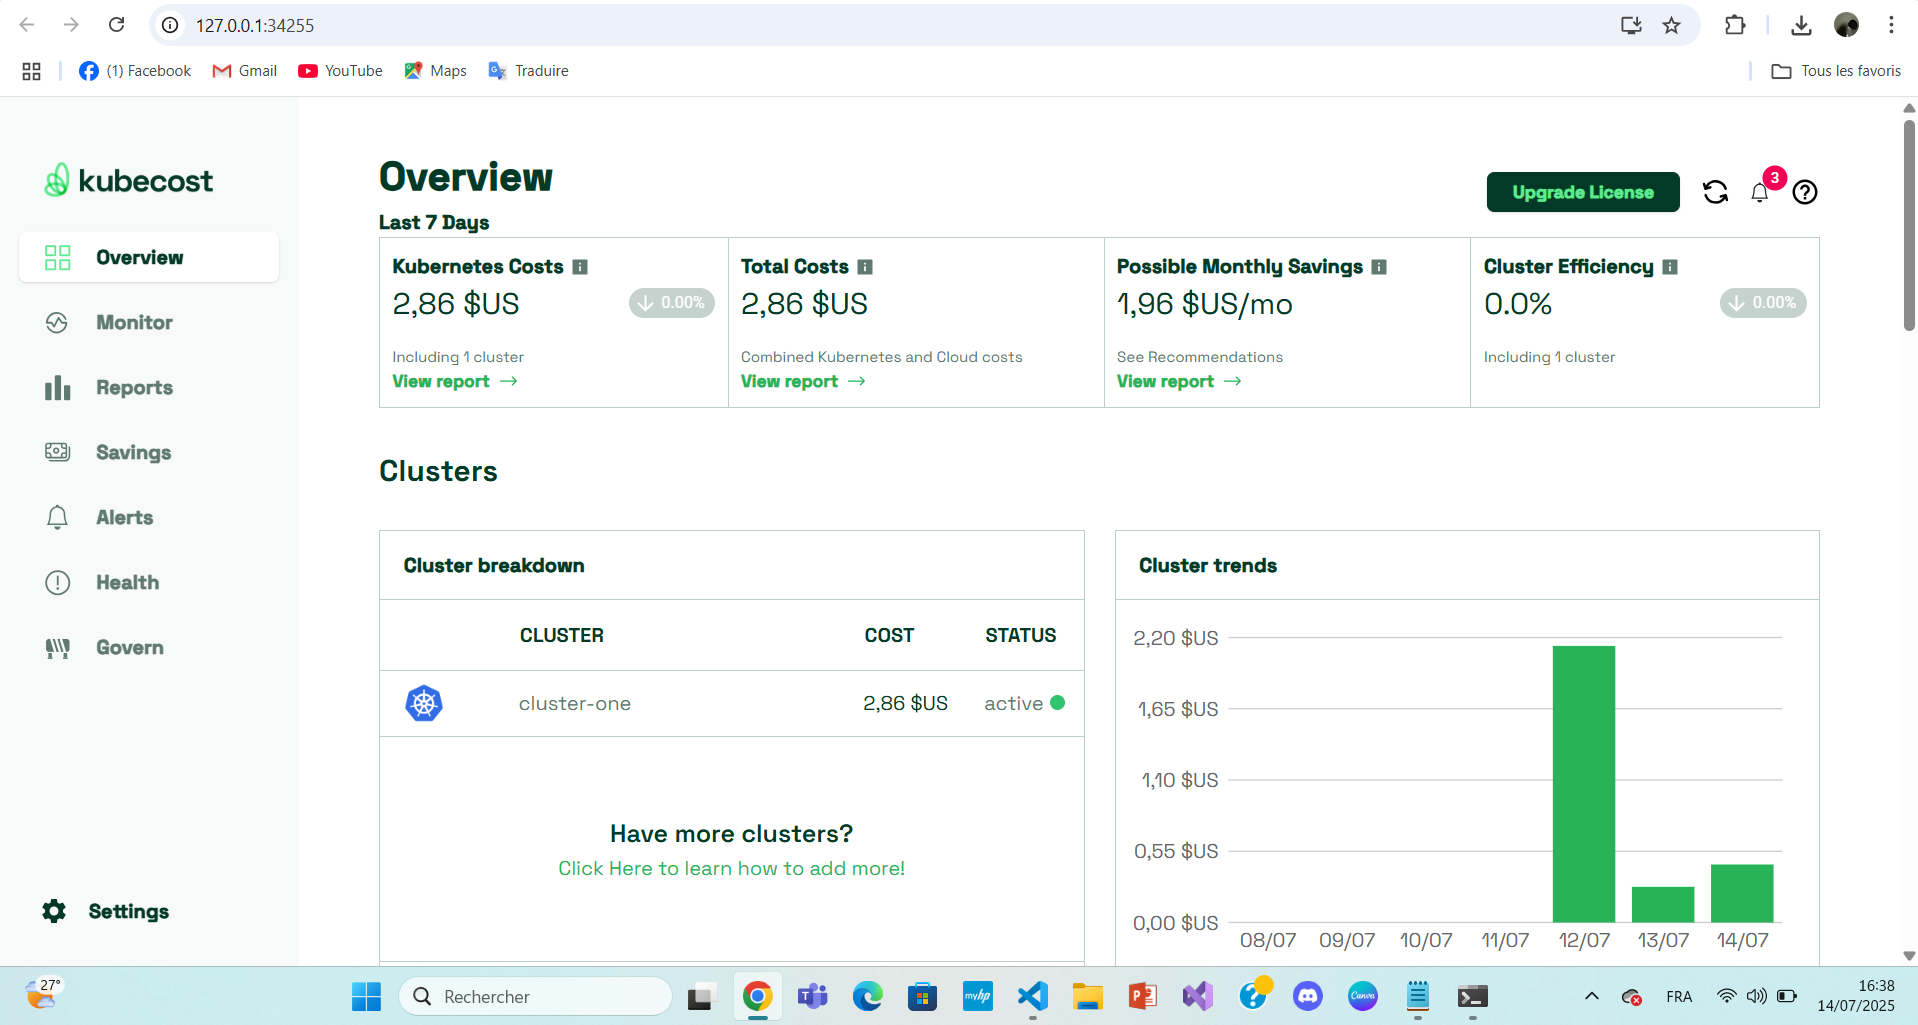 127.0.0.1:34255
(1) Facebook
Gmail
YouTube
Maps
Traduire
Tous les favoris
kubecost
Overview
Monitor
Reports
Savings
Alerts
Health
Govern
Settings
Overview
Upgrade License
3
Last 7 Days
Kubernetes Costs
2,86 $US
0.00%
Including 1 cluster
View report
Total Costs
2,86 $US
Combined Kubernetes and Cloud costs
View report
Possible Monthly Savings
1,96 $US/mo
See Recommendations
View report
Cluster Efficiency
0.0%
0.00%
Including 1 cluster
Clusters
Cluster breakdown
CLUSTER COST STATUS
cluster-one 2,86 $US active
Have more clusters?
Click Here to learn how to add more!
Cluster trends
2,20 $US
1,65 $US
1,10 $US
0,55 $US
0,00 $US
08/07 09/07 10/07 11/07 12/07 13/07 14/07
27°
Rechercher
myhp
Canva
FRA
16:38
14/07/2025